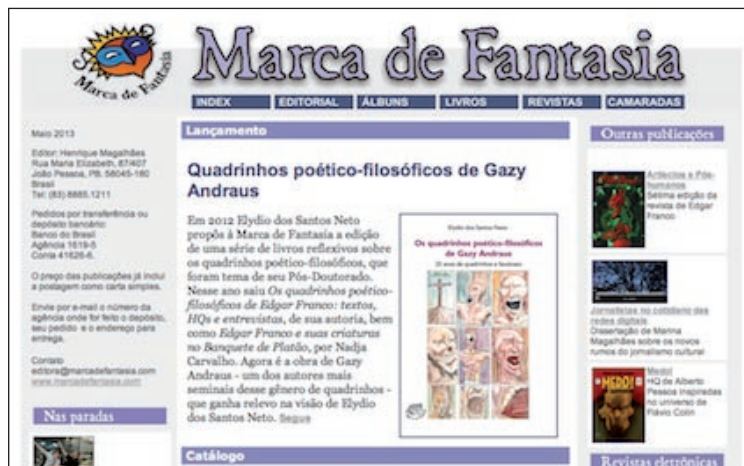 Marca de Fantasia
Marca de Fantasia
INDEX EDITORIAL ÁLBUNS LIVROS REVISTAS CAMARADAS
Maio 2013
Editor: Henrique Magalhães
Rua Maria Elizabeth, 87/407
João Pessoa, PB. 58045-180
Brasil
Tel: (83) 8885.1211
Pedidos por transferência ou
depósito bancário:
Banco do Brasil
Agência 1619-5
Conta 41626-6.
O preço das publicações já inclui
a postagem como carta simples.
Envie por e-mail o número da
agência onde for feito o depósito,
seu pedido e o endereço para
entrega.
Contato
editora@marcadefantasia.com
www.marcadefantasia.com
Nas paradas
Lançamento
Quadrinhos poético-filosóficos de Gazy
Andraus
Em 2012 Elydio dos Santos Neto
propôs à Marca de Fantasia a edição
de uma série de livros reflexivos sobre
os quadrinhos poético-filosóficos, que
foram tema de seu Pós-Doutorado.
Nesse ano saiu Os quadrinhos poético-
filosóficos de Edgar Franco: textos,
HQs e entrevistas, de sua autoria, bem
como Edgar Franco e suas criaturas
no Banquete de Platão, por Nadja
Carvalho. Agora é a obra de Gazy
Andraus - um dos autores mais
seminais desse gênero de quadrinhos -
que ganha relevo na visão de Elydio
dos Santos Neto. Segue
Elydio dos Santos Neto
Os quadrinhos poético-filosóficos
de Gazy Andraus
Catálogo
Outras publicações
Artlectos e Pós-
humanos
Sétima edição da
revista de Edgar
Franco
Jornalistas no cotidiano das
redes digitais
Dissertação de Marina
Magalhães sobre os novos
rumos do jornalismo cultural
MEDO!
Medo!
HQ de Alberto
Pessoa inspiradas
no universo de
Flávio Colin
Revistas eletrônicas